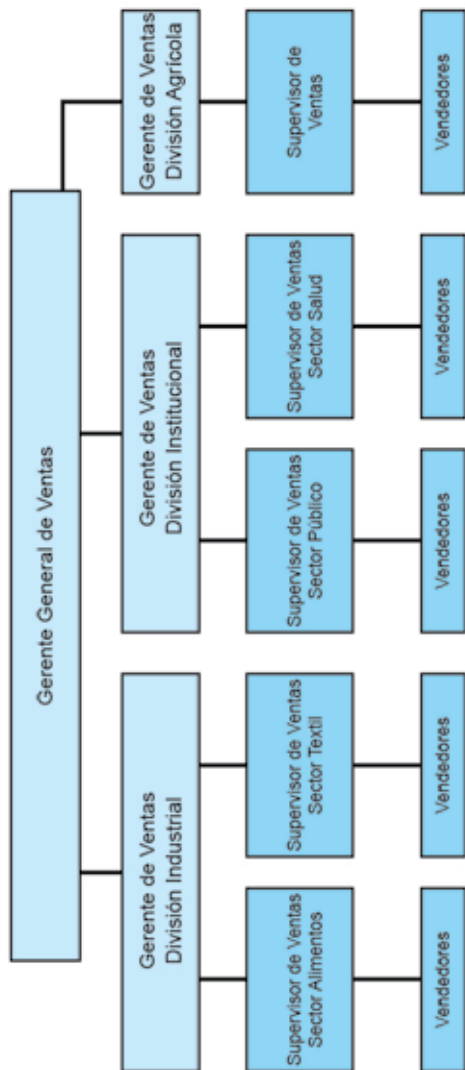 Gerente General de Ventas
Gerente de Ventas
División Industrial
Gerente de Ventas
División Institucional
Gerente de Ventas
División Agrícola
Supervisor de Ventas
Sector Alimentos
Supervisor de Ventas
Sector Textil
Supervisor de Ventas
Sector Público
Supervisor de Ventas
Sector Salud
Supervisor de
Ventas
Vendedores
Vendedores
Vendedores
Vendedores
Vendedores